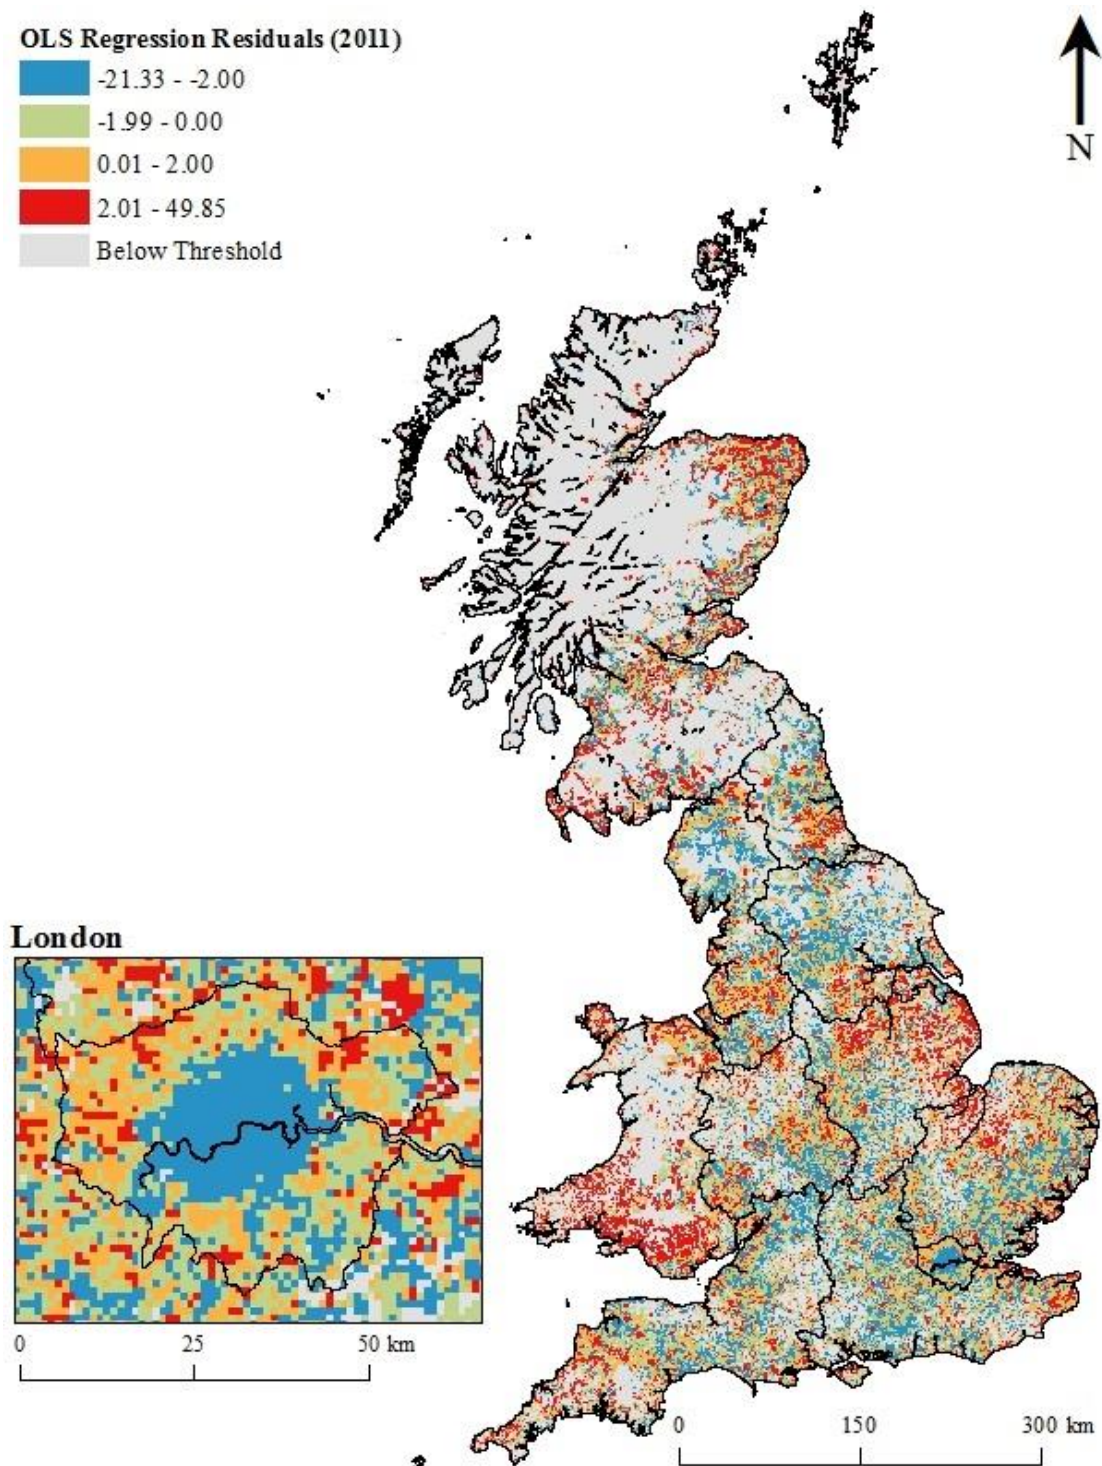 OLS Regression Residuals (2011)
-21.33 - -2.00
-1.99 - 0.00
0.01 - 2.00
2.01 - 49.85
Below Threshold
N
London
0 25 50 km
0 150 300 km